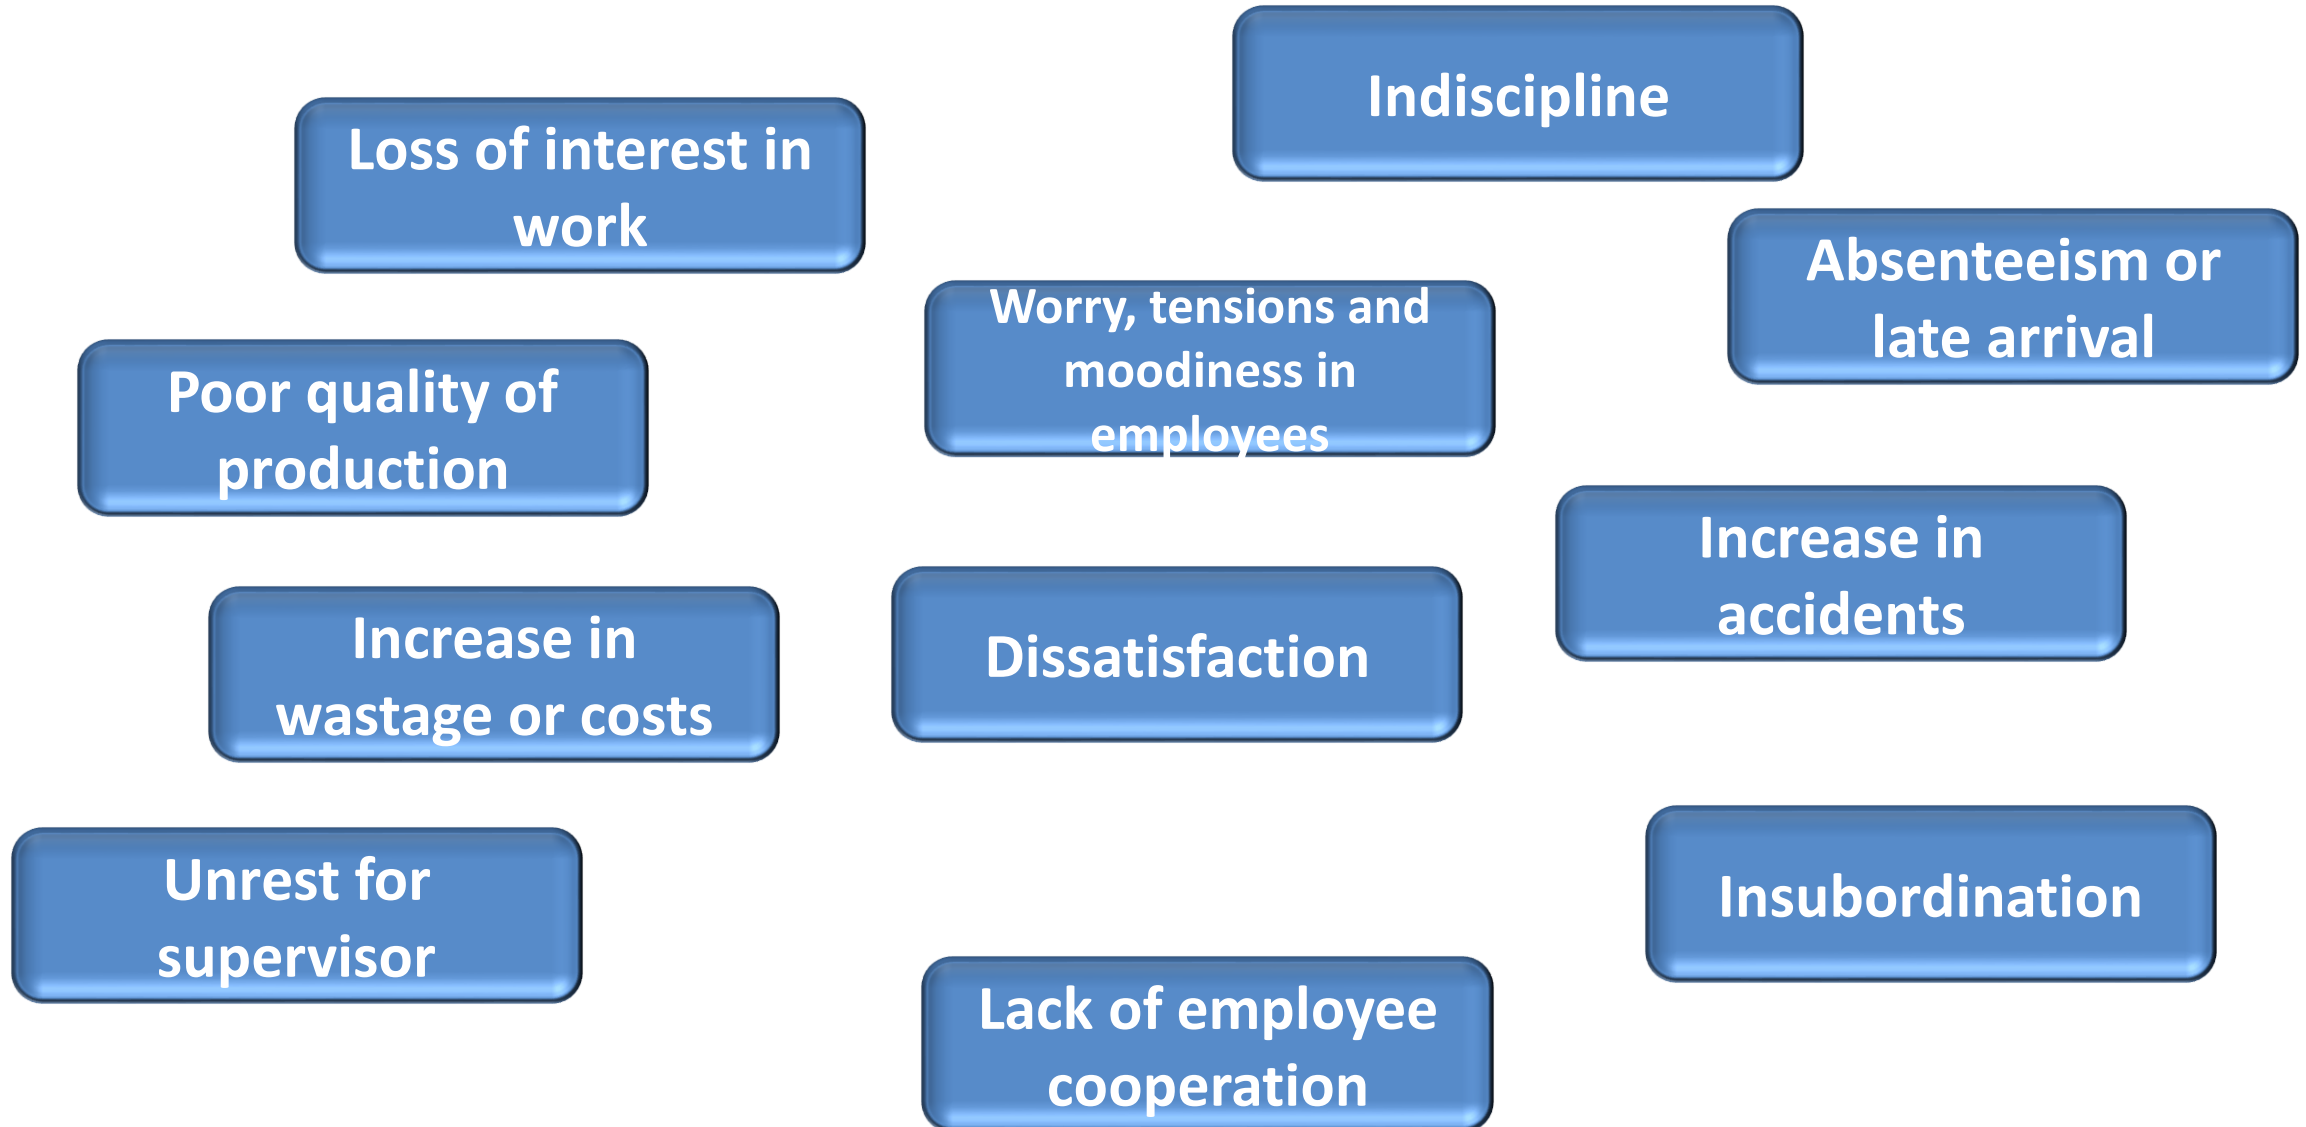 Indiscipline
Loss of interest in
work
Absenteeism or
late arrival
Worry, tensions and
moodiness in
employees
Poor quality of
production
Increase in
accidents
Dissatisfaction
Increase in
wastage or costs
Unrest for
supervisor
Insubordination
Lack of employee
cooperation